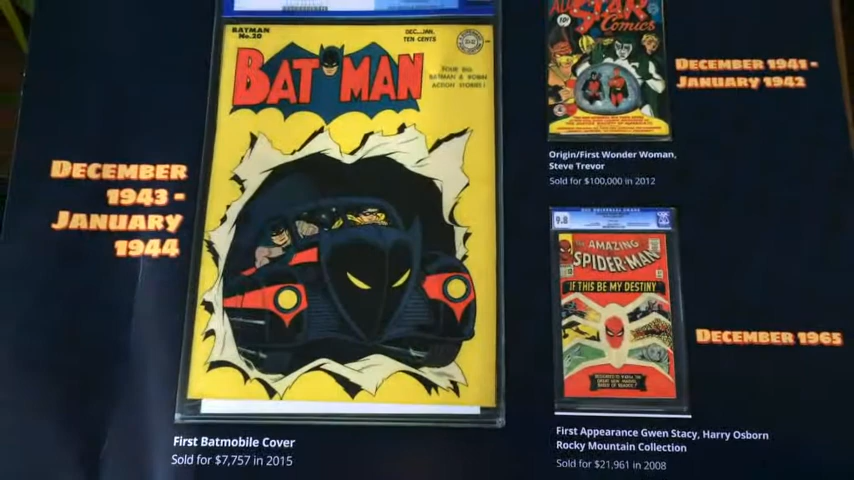 DECEMBER
1943 -
JANUARY
1944
BATMAN
No.20
DEC.-JAN.
TEN CENTS
BATMAN
FOUR BIG
BATMAN & ROBIN
ACTION STORIES!
First Batmobile Cover
Sold for $7,757 in 2015
ALL STAR
Comics
DECEMBER 1941 -
JANUARY 1942
Origin/First Wonder Woman,
Steve Trevor
Sold for $100,000 in 2012
9.8
THE AMAZING
SPIDER-MAN
IF THIS BE MY DESTINY
DECEMBER 1965
First Appearance Gwen Stacy, Harry Osborn
Rocky Mountain Collection
Sold for $21,961 in 2008